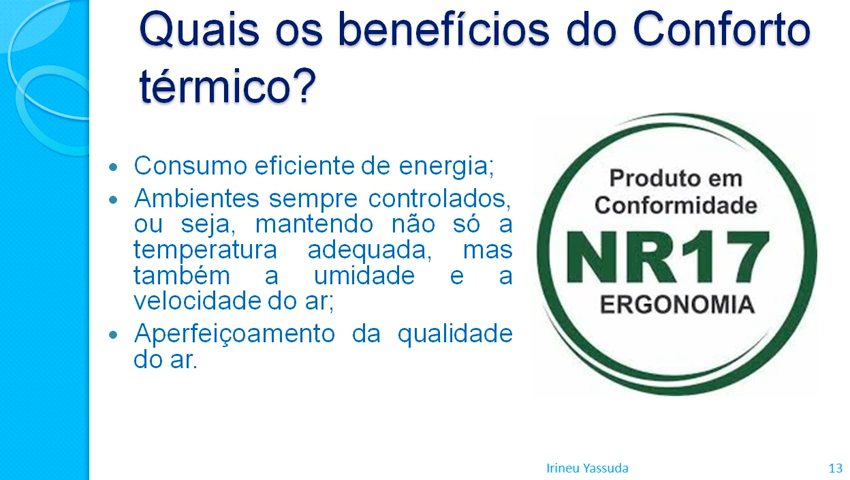 Quais os benefícios do Conforto
térmico?
• Consumo eficiente de energia;
• Ambientes sempre controlados,
ou seja, mantendo não só a
temperatura adequada, mas
também a umidade e a
velocidade do ar;
• Aperfeiçoamento da qualidade
do ar.
Produto em
Conformidade
NR17
ERGONOMIA
Irineu Yassuda
13